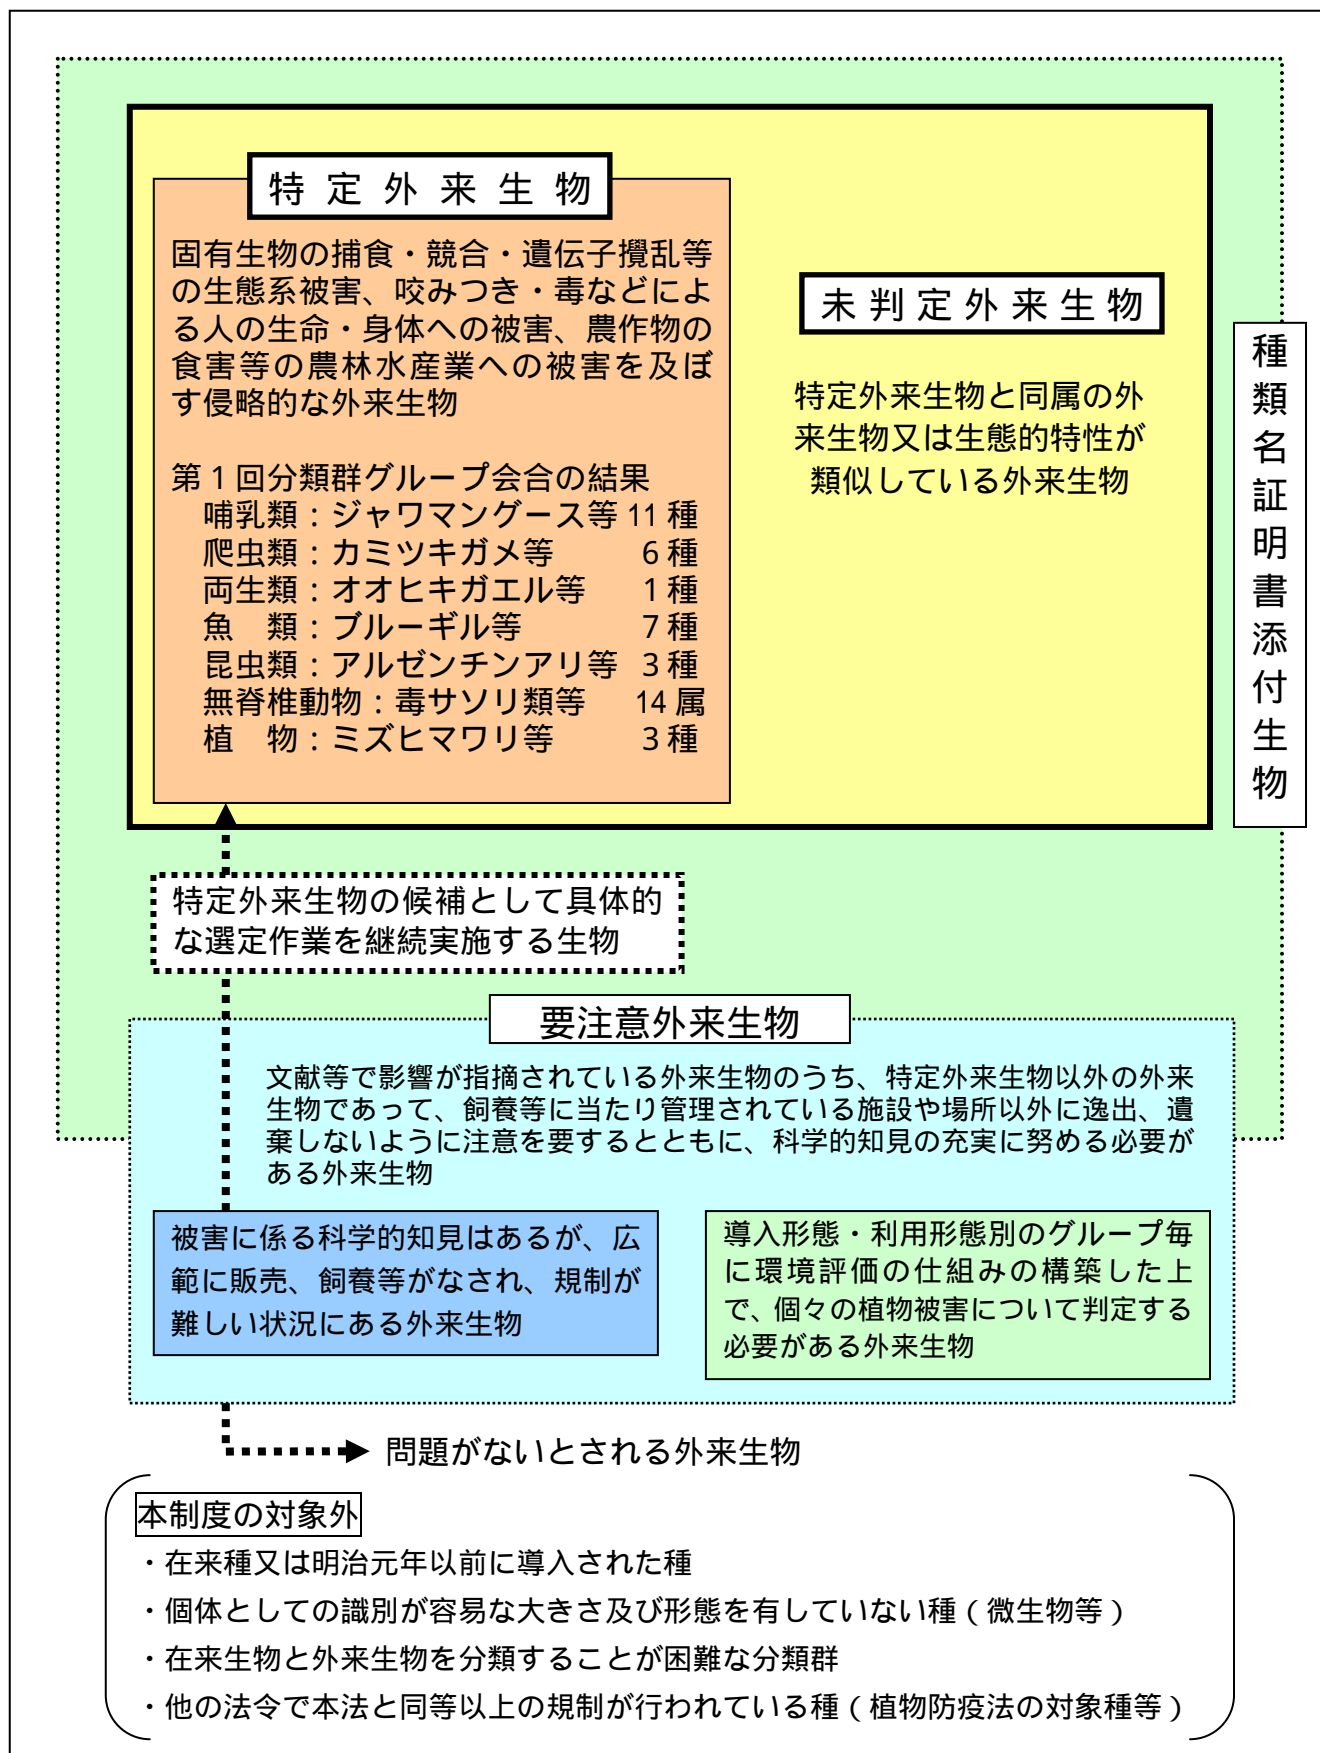 特定外来生物
固有生物の捕食・競合・遺伝子攪乱等
の生態系被害、咬みつき・毒などによ
る人の生命・身体への被害、農作物の
食害等の農林水産業への被害を及ぼ
す侵略的な外来生物
第1回分類群グループ会合の結果
哺乳類：ジャワマングース等 11種
爬虫類：カミツキガメ等 6種
両生類：オオヒキガエル等 1種
魚　類：ブルーギル等 7種
昆虫類：アルゼンチンアリ等 3種
無脊椎動物：毒サソリ類等 14属
植　物：ミズヒマワリ等 3種
未判定外来生物
特定外来生物と同属の外
来生物又は生態的特性が
類似している外来生物
種類名証明書添付生物
特定外来生物の候補として具体的
な選定作業を継続実施する生物
要注意外来生物
文献等で影響が指摘されている外来生物のうち、特定外来生物以外の外来
生物であって、飼養等に当たり管理されている施設や場所以外に逸出、遺
棄しないように注意を要するとともに、科学的知見の充実に努める必要が
ある外来生物
被害に係る科学的知見はあるが、広
範に販売、飼養等がなされ、規制が
難しい状況にある外来生物
導入形態・利用形態別のグループ毎
に環境評価の仕組みの構築した上
で、個々の植物被害について判定する
必要がある外来生物
問題がないとされる外来生物
本制度の対象外
・在来種又は明治元年以前に導入された種
・個体としての識別が容易な大きさ及び形態を有していない種（微生物等）
・在来生物と外来生物を分類することが困難な分類群
・他の法令で本法と同等以上の規制が行われている種（植物防疫法の対象種等）